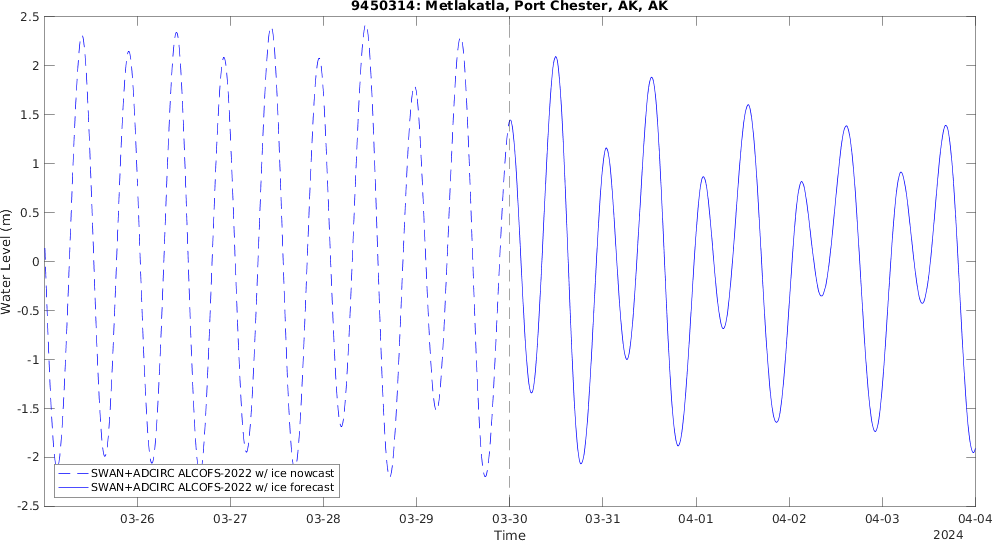 9450314: Metlakatla, Port Chester, AK, AK
2.5
2
1.5
1
0.5
0
-0.5
-1
-1.5
-2
-2.5
Water Level (m)
SWAN+ADCIRC ALCOFS-2022 w/ ice nowcast
SWAN+ADCIRC ALCOFS-2022 w/ ice forecast
03-26 03-27 03-28 03-29 03-30 03-31 04-01 04-02 04-03 04-04
Time
2024